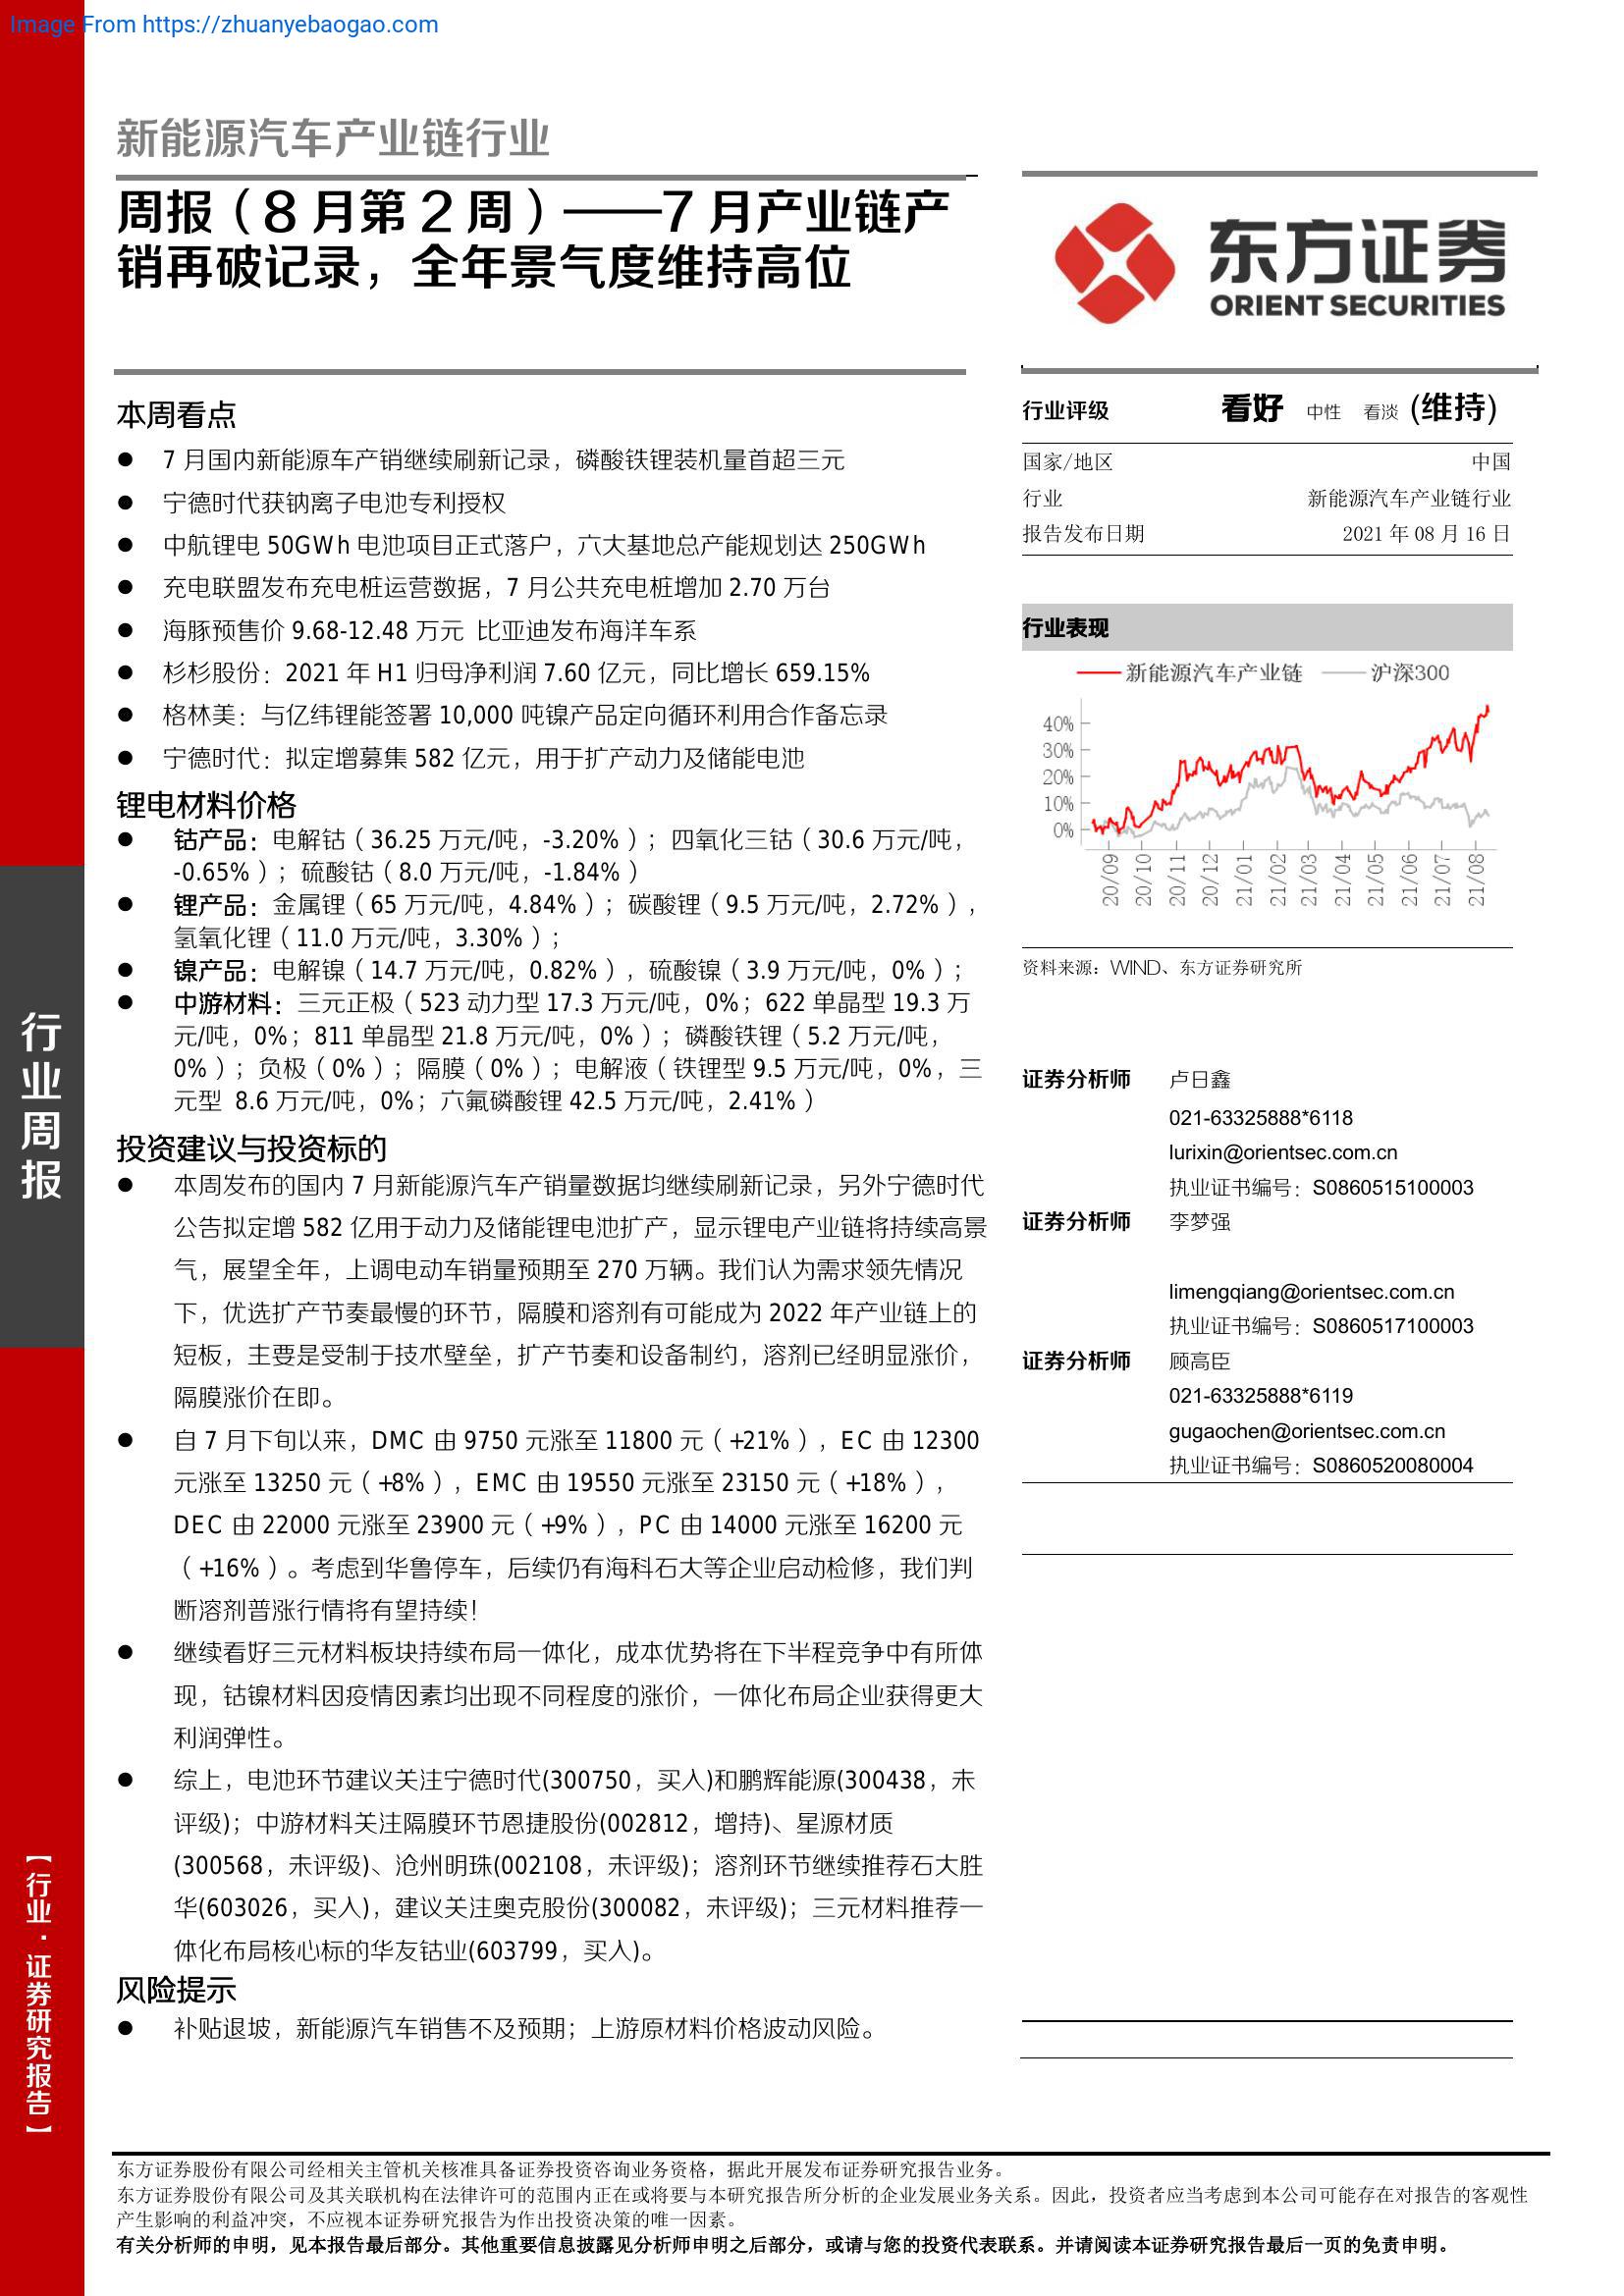 Image From https://zhuanyebaogao.com
新能源汽车产业链行业
周报（8 月第 2 周）——7 月产业链产
销再破记录，全年景气度维持高位
东方证券
ORIENT SECURITIES
本周看点
● 7 月国内新能源车产销继续刷新记录，磷酸铁锂装机量首超三元
● 宁德时代获钠离子电池专利授权
● 中航锂电 50GWh 电池项目正式落户，六大基地总产能规划达 250GWh
● 充电联盟发布充电桩运营数据，7 月公共充电桩增加 2.70 万台
● 海豚预售价 9.68-12.48 万元 比亚迪发布海洋车系
● 杉杉股份：2021 年 H1 归母净利润 7.60 亿元，同比增长 659.15%
● 格林美：与亿纬锂能签署 10,000 吨镍产品定向循环利用合作备忘录
● 宁德时代：拟定增募集 582 亿元，用于扩产动力及储能电池
锂电材料价格
● 钴产品：电解钴（36.25 万元/吨，-3.20%）；四氧化三钴（30.6 万元/吨，
-0.65%）；硫酸钴（8.0 万元/吨，-1.84%）
● 锂产品：金属锂（65 万元/吨，4.84%）；碳酸锂（9.5 万元/吨，2.72%），
氢氧化锂（11.0 万元/吨，3.30%）；
● 镍产品：电解镍（14.7 万元/吨，0.82%），硫酸镍（3.9 万元/吨，0%）；
● 中游材料：三元正极（523 动力型 17.3 万元/吨，0%；622 单晶型 19.3 万
元/吨，0%；811 单晶型 21.8 万元/吨，0%）；磷酸铁锂（5.2 万元/吨，
0%）；负极（0%）；隔膜（0%）；电解液（铁锂型 9.5 万元/吨，0%，三
元型 8.6 万元/吨，0%；六氟磷酸锂 42.5 万元/吨，2.41%）
投资建议与投资标的
● 本周发布的国内 7 月新能源汽车产销量数据均继续刷新记录，另外宁德时代
公告拟定增 582 亿用于动力及储能锂电池扩产，显示锂电产业链将持续高景
气，展望全年，上调电动车销量预期至 270 万辆。我们认为需求领先情况
下，优选扩产节奏最慢的环节，隔膜和溶剂有可能成为 2022 年产业链上的
短板，主要是受制于技术壁垒，扩产节奏和设备制约，溶剂已经明显涨价，
隔膜涨价在即。
● 自 7 月下旬以来，DMC 由 9750 元涨至 11800 元（+21%），EC 由 12300
元涨至 13250 元（+8%），EMC 由 19550 元涨至 23150 元（+18%），
DEC 由 22000 元涨至 23900 元（+9%），PC 由 14000 元涨至 16200 元
（+16%）。考虑到华鲁停车，后续仍有海科石大等企业启动检修，我们判
断溶剂普涨行情将有望持续！
● 继续看好三元材料板块持续布局一体化，成本优势将在下半程竞争中有所体
现，钴镍材料因疫情因素均出现不同程度的涨价，一体化布局企业获得更大
利润弹性。
● 综上，电池环节建议关注宁德时代(300750，买入)和鹏辉能源(300438，未
评级)；中游材料关注隔膜环节恩捷股份(002812，增持)、星源材质
(300568，未评级)、沧州明珠(002108，未评级)；溶剂环节继续推荐石大胜
华(603026，买入)，建议关注奥克股份(300082，未评级)；三元材料推荐一
体化布局核心标的华友钴业(603799，买入)。
风险提示
● 补贴退坡，新能源汽车销售不及预期；上游原材料价格波动风险。
行业评级 看好 中性 看淡 (维持)
国家/地区 中国
行业 新能源汽车产业链行业
报告发布日期 2021 年 08 月 16 日
行业表现
新能源汽车产业链 沪深300
40%
30%
20%
10%
0%
20/09 20/10 20/11 20/12 21/01 21/02 21/03 21/04 21/05 21/06 21/07 21/08
资料来源：WIND、东方证券研究所
证券分析师 卢日鑫
021-63325888*6118
lurixin@orientsec.com.cn
执业证书编号：S0860515100003
证券分析师 李梦强
limengqiang@orientsec.com.cn
执业证书编号：S0860517100003
证券分析师 顾高臣
021-63325888*6119
gugaochen@orientsec.com.cn
执业证书编号：S0860520080004
行业周报
【行业·证券研究报告】
东方证券股份有限公司经相关主管机关核准具备证券投资咨询业务资格，据此开展发布证券研究报告业务。
东方证券股份有限公司及其关联机构在法律许可的范围内正在或将要与本研究报告所分析的企业发展业务关系。因此，投资者应当考虑到本公司可能存在对报告的客观性
产生影响的利益冲突，不应视本证券研究报告为作出投资决策的唯一因素。
有关分析师的申明，见本报告最后部分。其他重要信息披露见分析师申明之后部分，或请与您的投资代表联系。并请阅读本证券研究报告最后一页的免责申明。